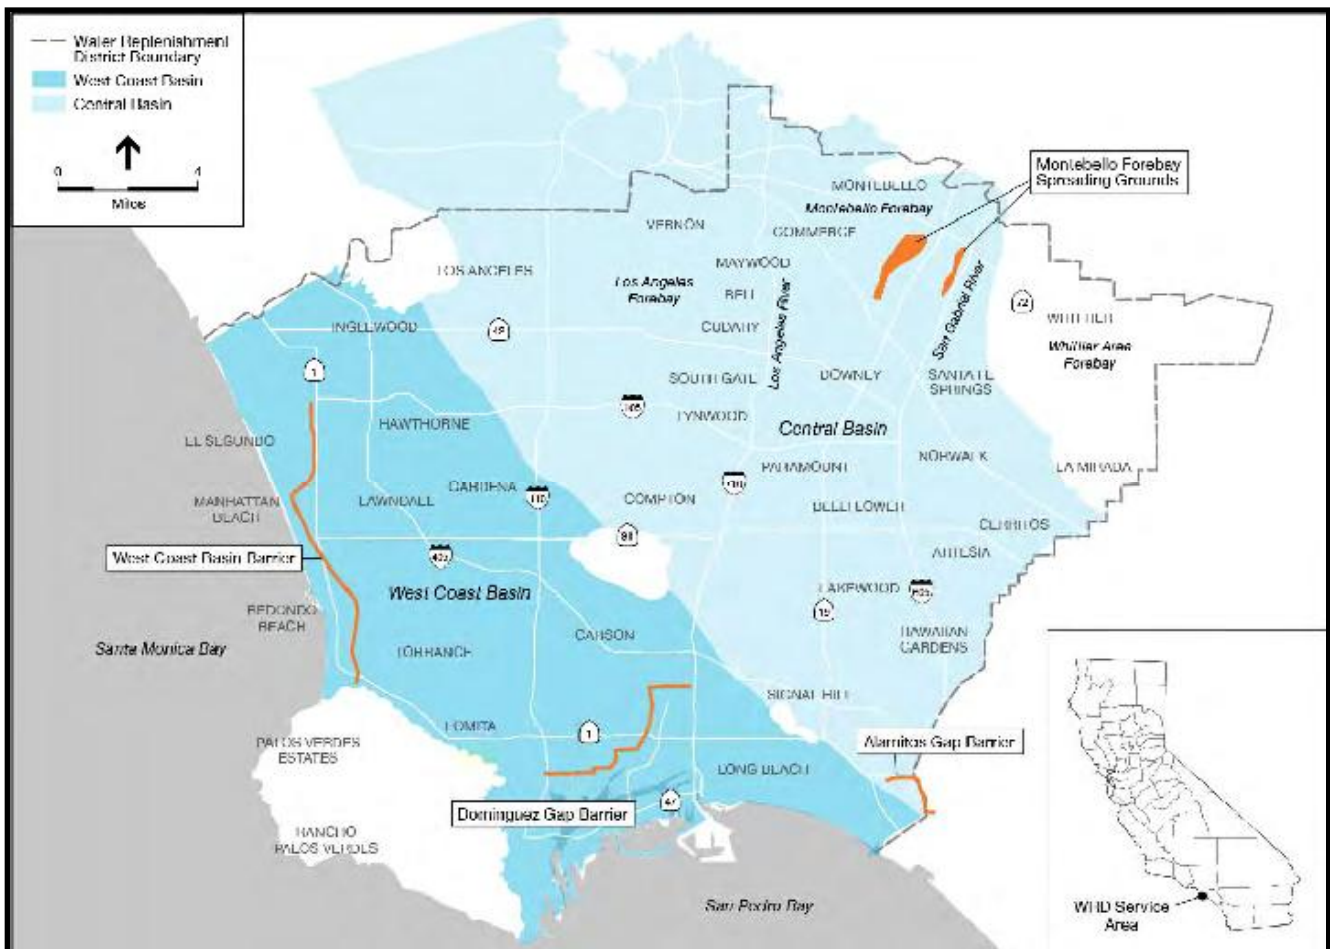 Water Replenishment
District Boundary
West Coast Basin
Central Basin
0 4
Miles
Montebello Forebay
Spreading Grounds
MONTEBELLO
Montebello Forebay
VERNON
COMMERCE
LOS ANGELES
MAYWOOD
Los Angeles
Forebay
BELL
Los Angeles River
San Gabriel River
72
WHITTIER
INGLEWOOD
CUDAHY
Whittier Area
Forebay
1
SOUTH GATE
DOWNEY
SANTA FE
SPRINGS
105
LYNWOOD
HAWTHORNE
Central Basin
EL SEGUNDO
NORWALK
PARAMOUNT
LA MIRADA
GARDENA
110
710
MANHATTAN
BEACH
LAWNDALE
COMPTON
BELLFLOWER
CERRITOS
ARTESIA
West Coast Basin Barrier
405
West Coast Basin
LAKEWOOD
605
19
REDONDO
BEACH
CARSON
HAWAIIAN
GARDENS
Santa Monica Bay
TORRANCE
SIGNAL HILL
LOMITA
1
PALOS VERDES
ESTATES
Alamitos Gap Barrier
LONG BEACH
47
Dominguez Gap Barrier
RANCHO
PALOS VERDES
San Pedro Bay
WRD Service
Area